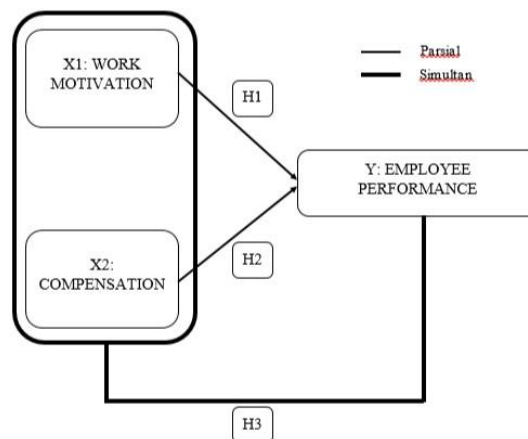 X1: WORK
MOTIVATION
H1
Parsial
Simultan
Y: EMPLOYEE
PERFORMANCE
X2:
COMPENSATION
H2
H3